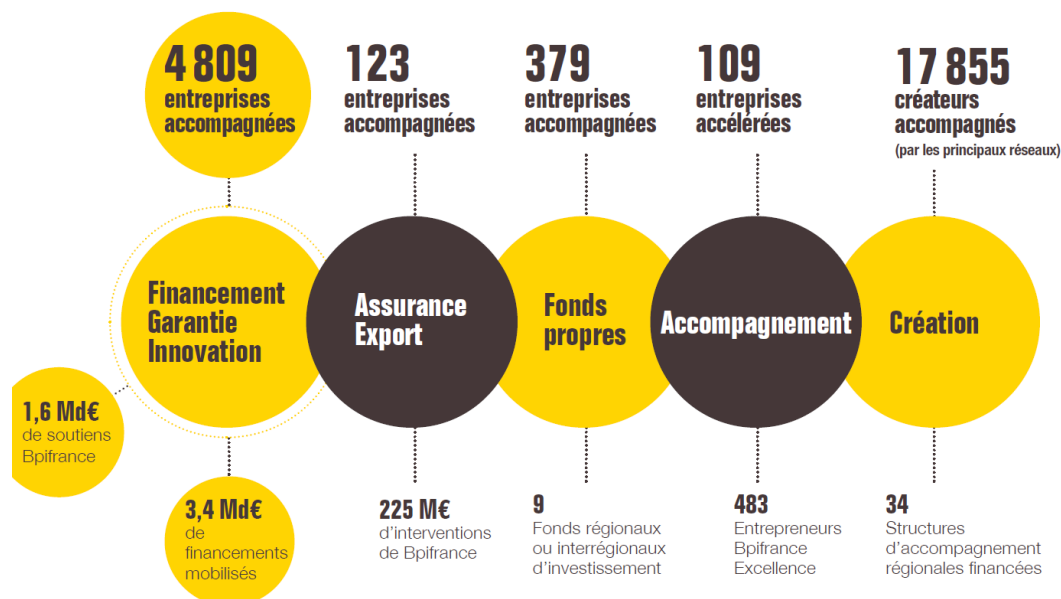 4 809
entreprises
accompagnées
123
entreprises
accompagnées
379
entreprises
accompagnées
109
entreprises
accélérées
17 855
créateurs
accompagnés
(par les principaux réseaux)
Financement
Garantie
Innovation
Assurance
Export
Fonds
propres
Accompagnement
Création
1,6 Md€
de soutiens
Bpifrance
3,4 Md€
de
financements
mobilisés
225 M€
d’interventions
de Bpifrance
9
Fonds régionaux
ou interrégionaux
d’investissement
483
Entrepreneurs
Bpifrance
Excellence
34
Structures
d’accompagnement
régionales financées